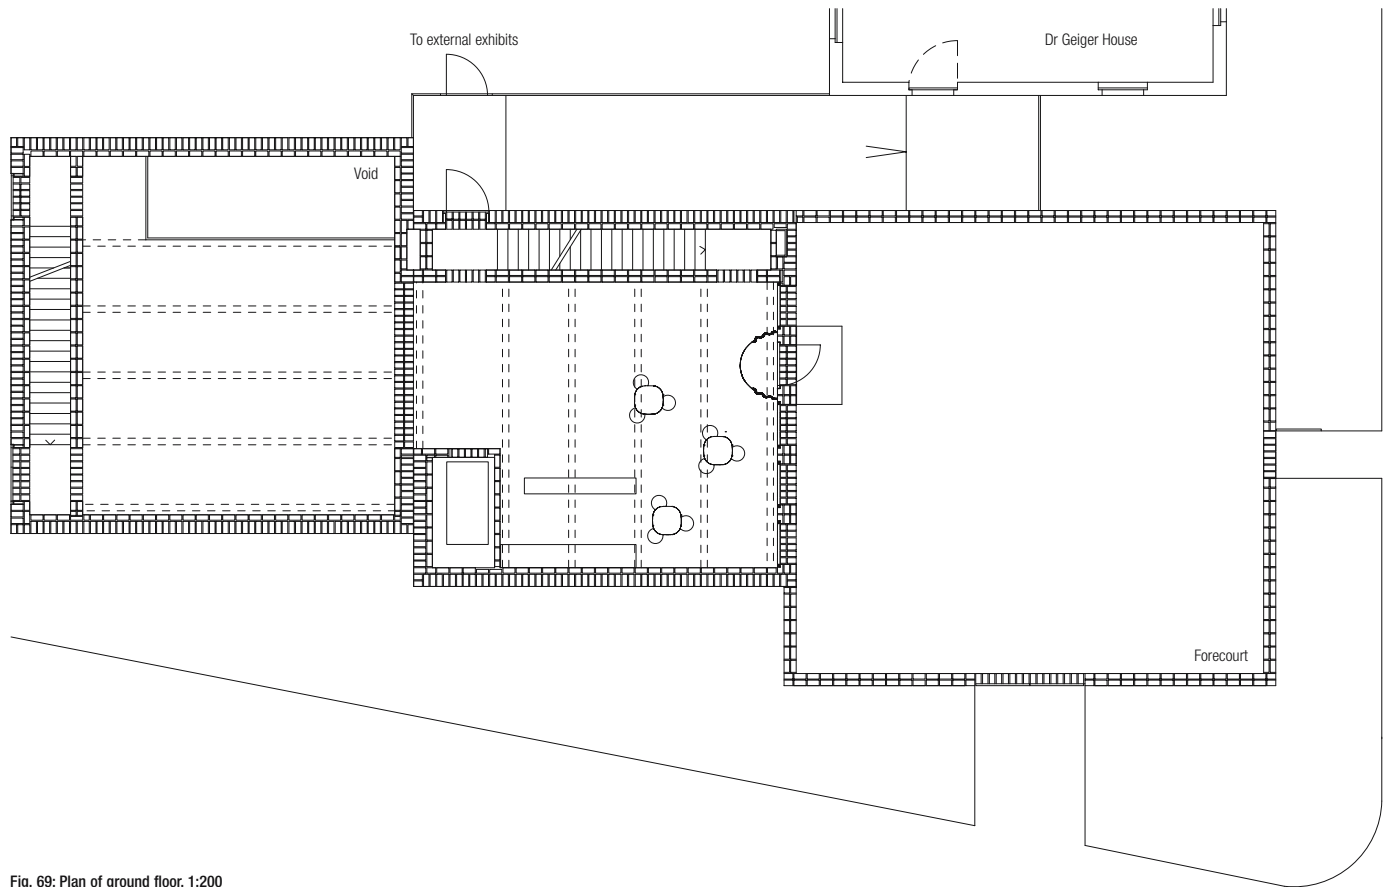 To external exhibits
Dr Geiger House
Void
Forecourt
Fig. 69: Plan of ground floor, 1:200